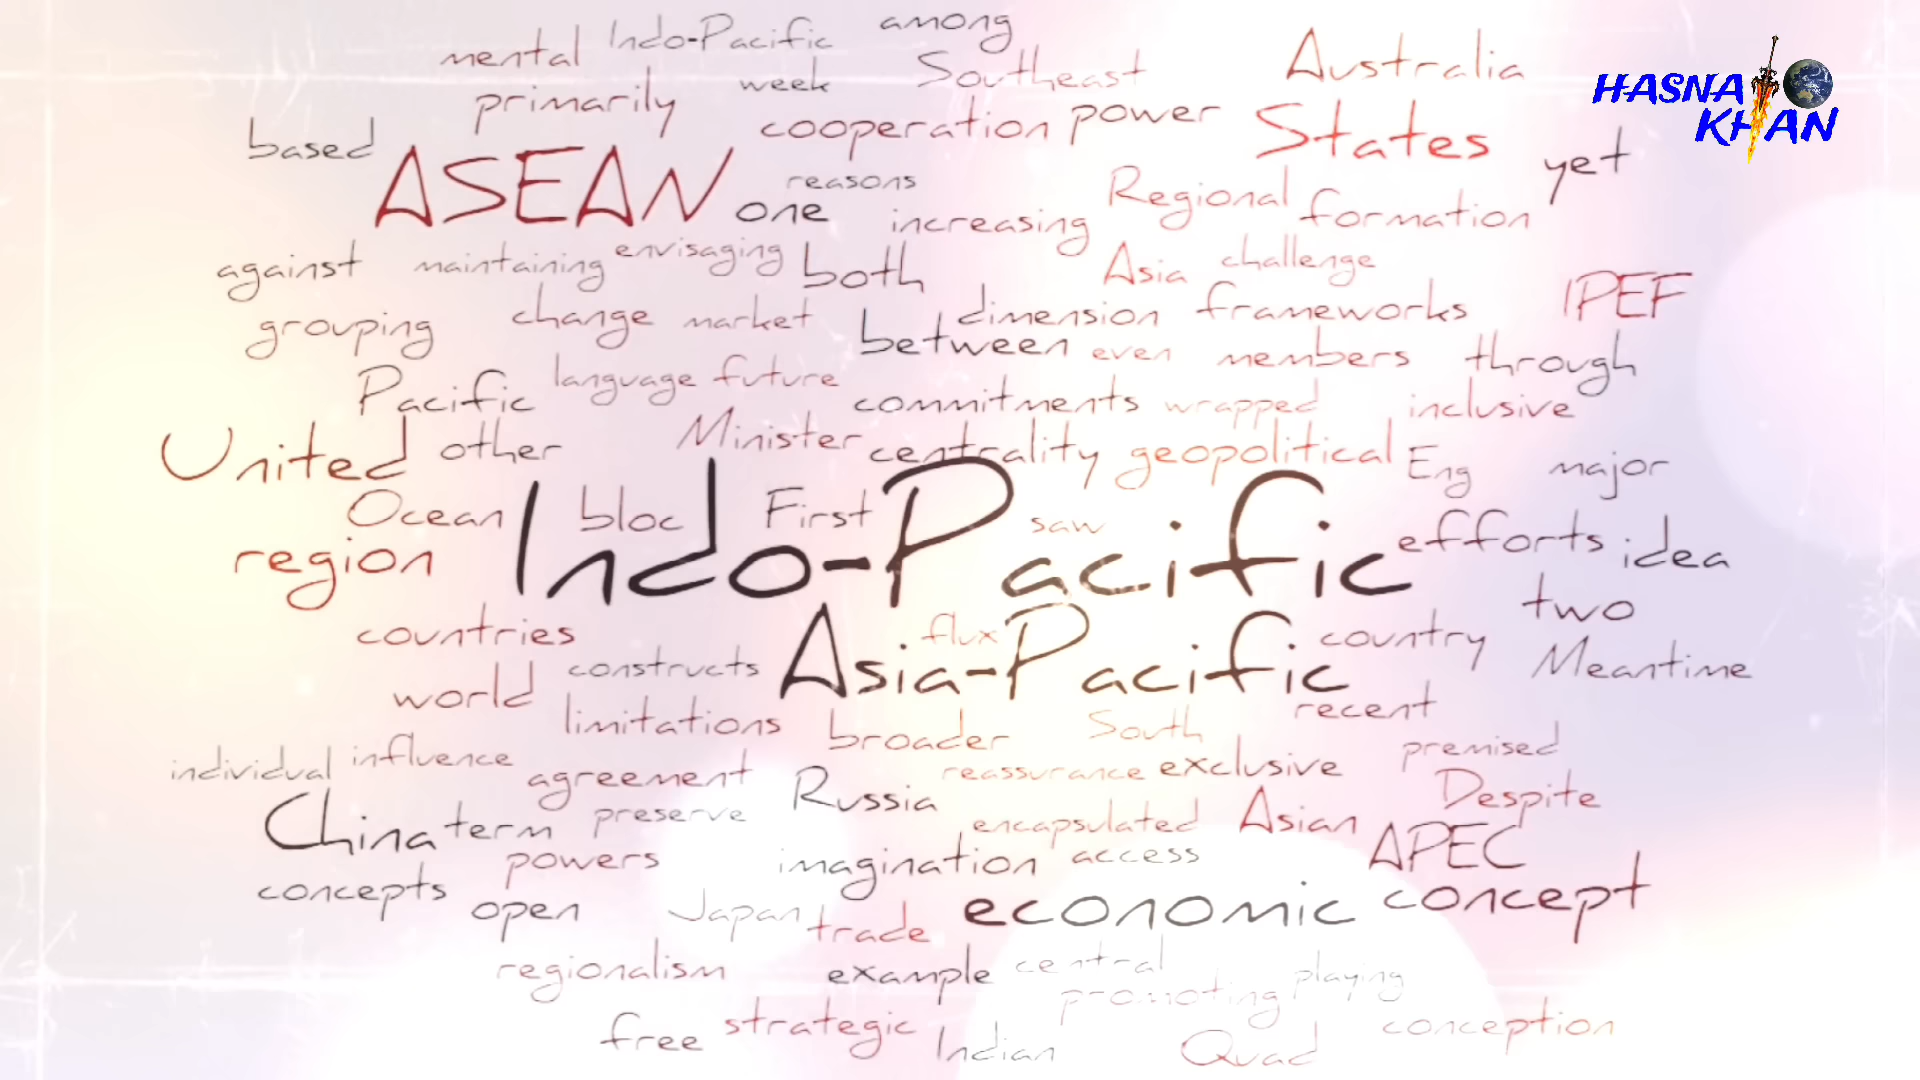 mental Indo-Pacific among
primarily week Southeast Australia
based cooperation power States yet
HASNA
KHAN
ASEAN one reasons increasing Regional formation
against maintaining envisaging both Asia challenge IPEF
grouping change market between dimension frameworks
Pacific language future even members through
United other Minister commitments wrapped inclusive
centrality geopolitical Eng major
Ocean bloc First saw
region Indo-Pacific efforts idea
countries flux country two
world constructs Asia-Pacific Meantime
limitations broader South recent
individual influence agreement Russia reassurance exclusive premised
China term preserve encapsulated Asian Despite
powers imagination access APEC
concepts open Japan trade economic concept
regionalism example central playing
promoting
free strategic Indian Quad conception